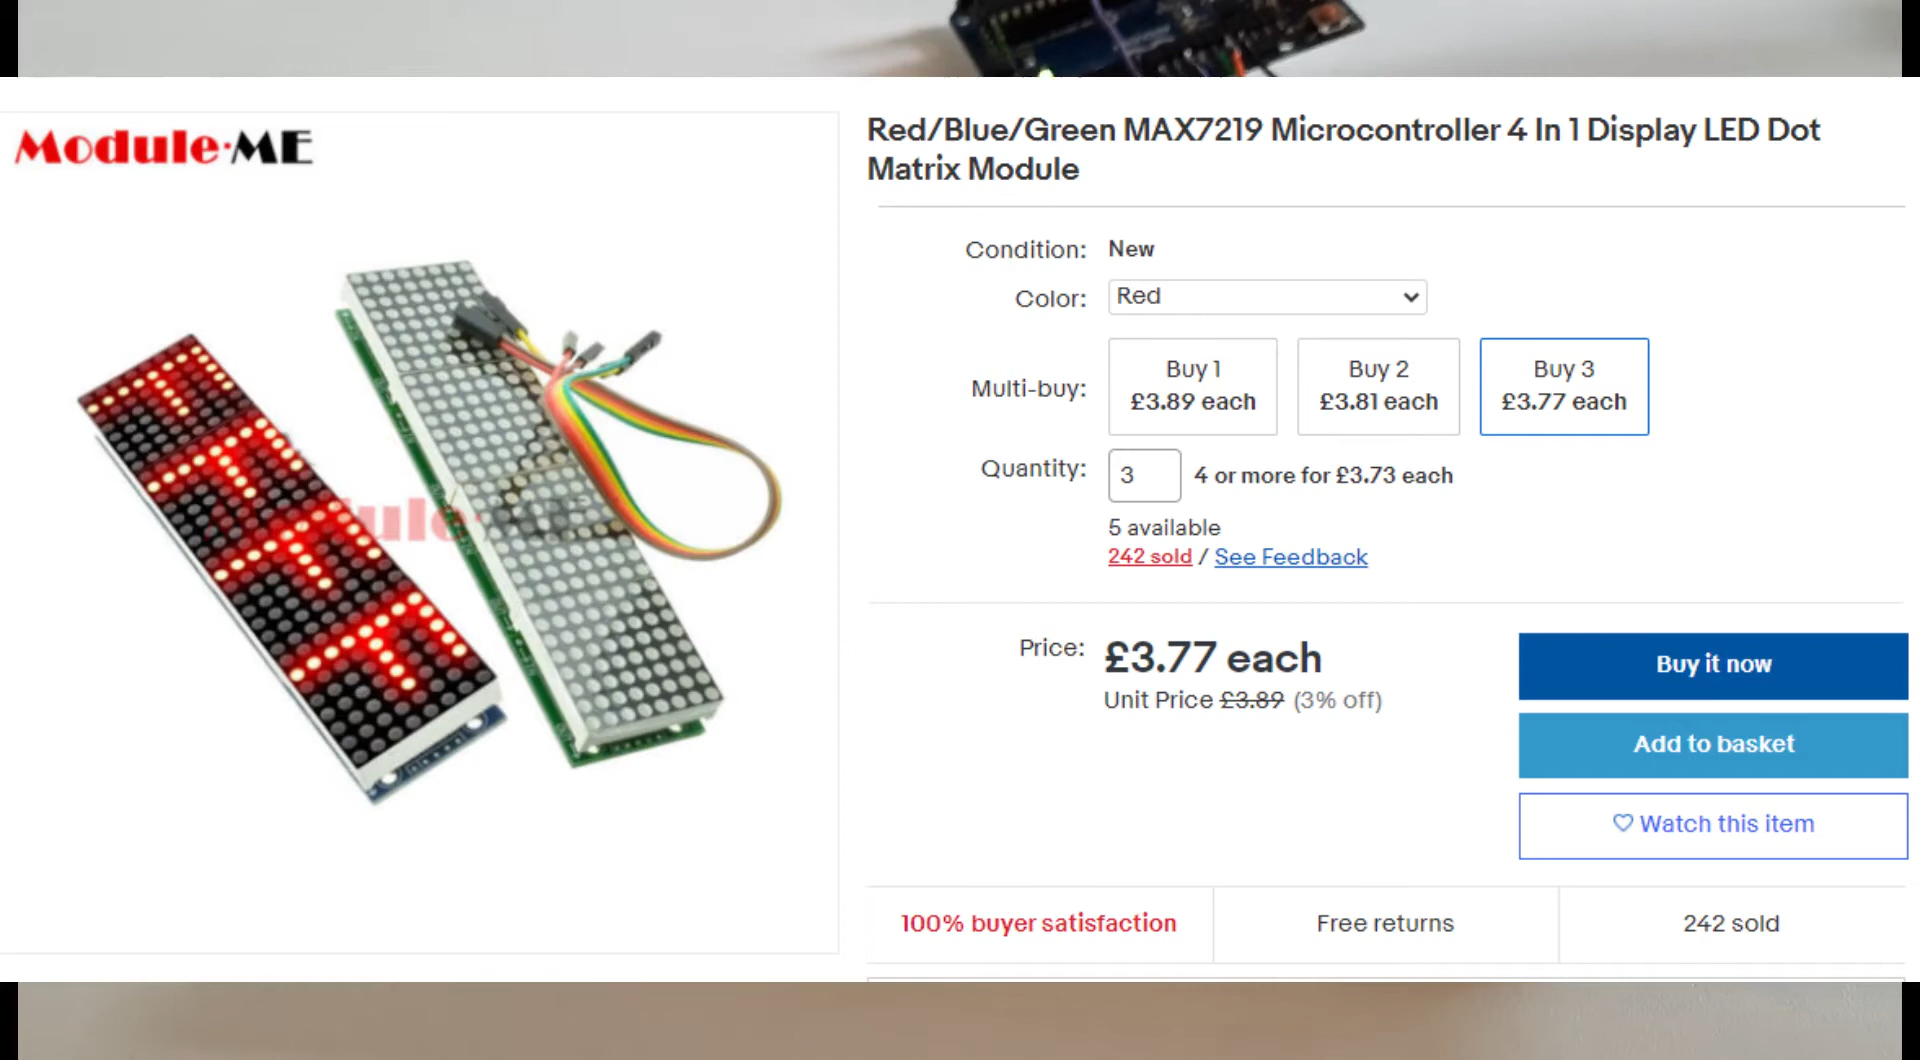 Module·ME
Red/Blue/Green MAX7219 Microcontroller 4 In 1 Display LED Dot
Matrix Module
Condition: New
Color: Red
Multi-buy:
Buy 1
£3.89 each
Buy 2
£3.81 each
Buy 3
£3.77 each
Quantity: 3 4 or more for £3.73 each
5 available
242 sold / See Feedback
Price: £3.77 each
Unit Price £3.89 (3% off)
Buy it now
Add to basket
Watch this item
100% buyer satisfaction
Free returns
242 sold